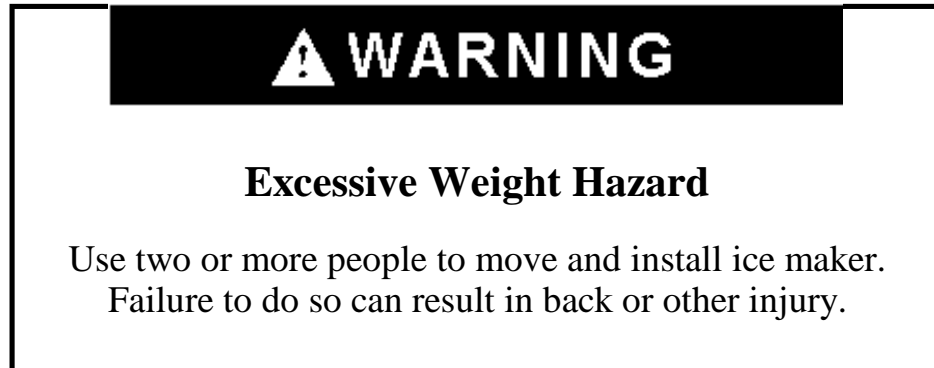 WARNING
Excessive Weight Hazard
Use two or more people to move and install ice maker.
Failure to do so can result in back or other injury.